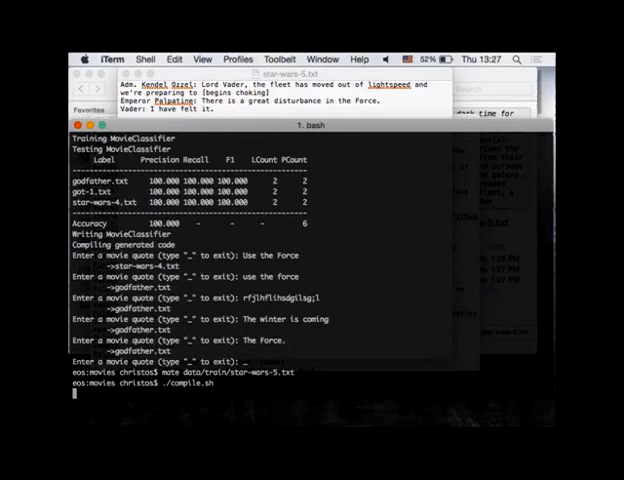 iTerm Shell Edit View Profiles Toolbelt Window Help 52% Thu 13:27
star-wars-5.txt
Search
Favorites
Adm. Kendel Ozzel: Lord Vader, the fleet has moved out of lightspeed and
we're preparing to [begins choking]
Emperor Palpatine: There is a great disturbance in the Force.
Vader: I have felt it.
dark time for
1. bash
Training MovieClassifier
Testing MovieClassifier
Label Precision Recall F1 LCount PCount
godfather.txt 100.000 100.000 100.000 2 2
got-1.txt 100.000 100.000 100.000 2 2
star-wars-4.txt 100.000 100.000 100.000 2 2
Accuracy 100.000 - - - 6
Writing MovieClassifier
Compiling generated code
Enter a movie quote (type "_" to exit): Use the Force
->star-wars-4.txt
Enter a movie quote (type "_" to exit): use the force
->godfather.txt
Enter a movie quote (type "_" to exit): rfjlhflihsdgilsg;l
->godfather.txt
Enter a movie quote (type "_" to exit): The winter is coming
->godfather.txt
Enter a movie quote (type "_" to exit): The Force.
->godfather.txt
Enter a movie quote (type "_" to exit): _
eos:movies christos$ mate data/train/star-wars-5.txt
eos:movies christos$ ./compile.sh